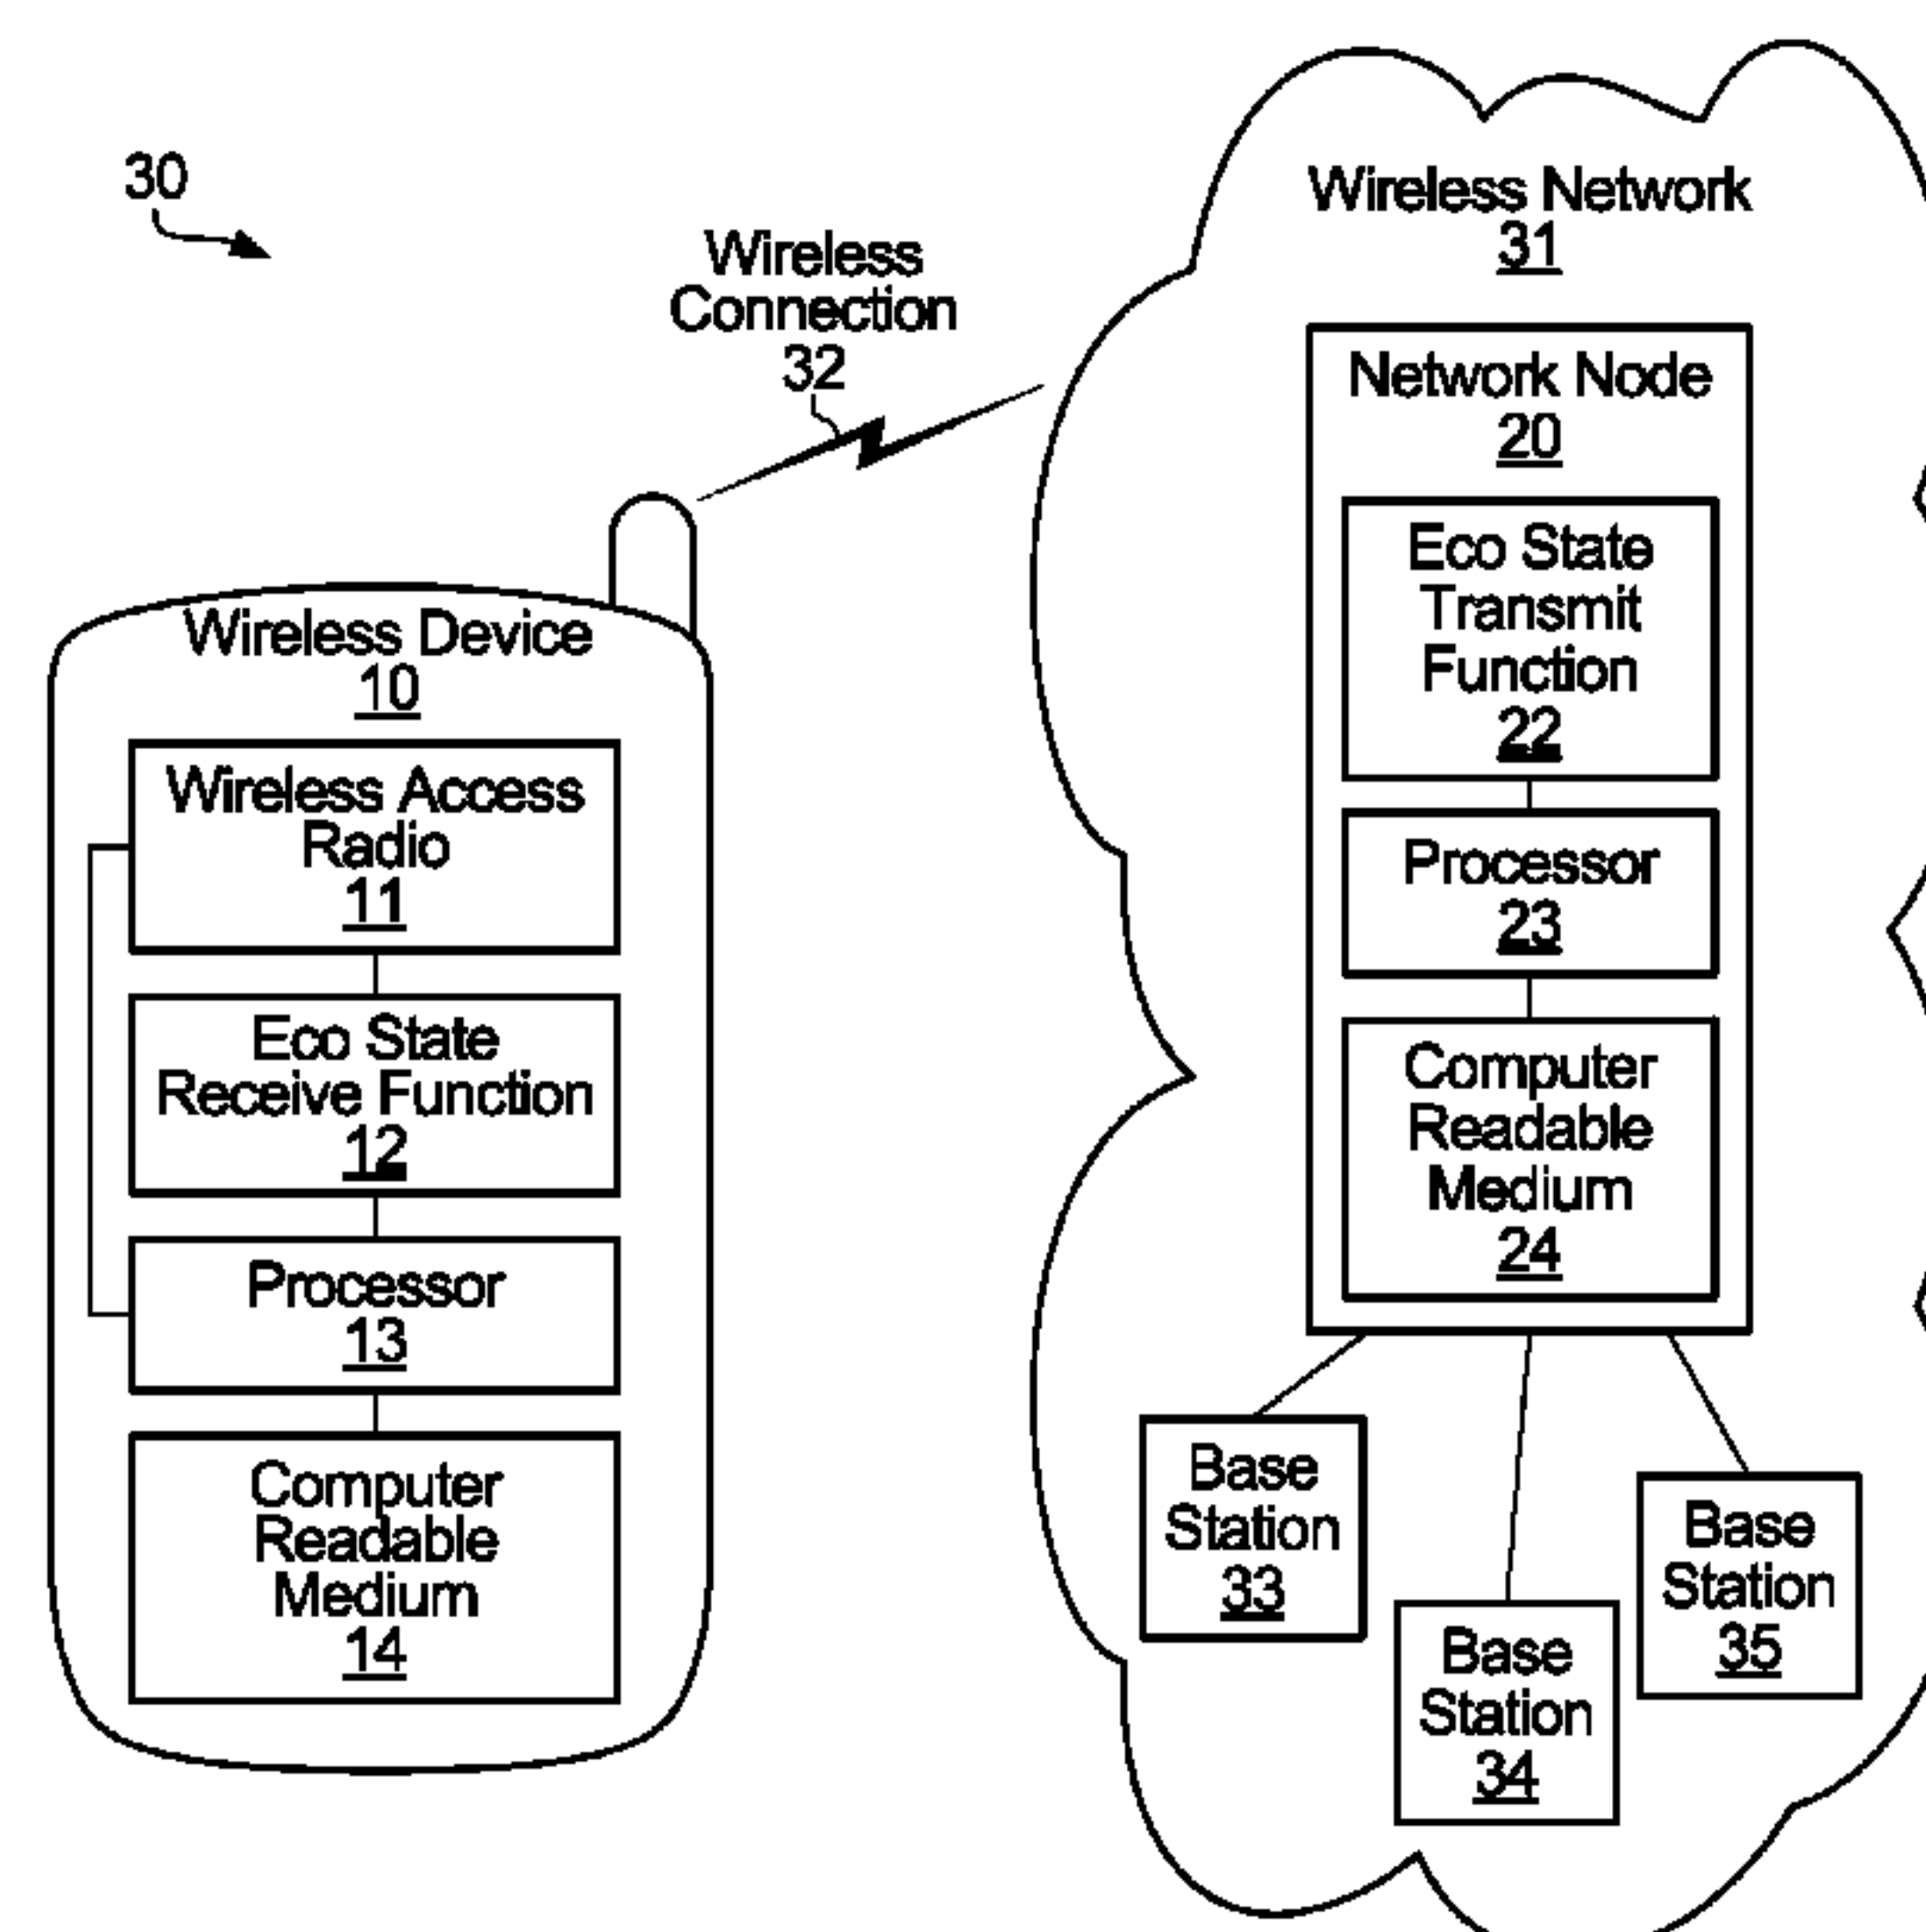 30
Wireless
Connection
32
Wireless Device
10
Wireless Access
Radio
11
Eco State
Receive Function
12
Processor
13
Computer
Readable
Medium
14
Wireless Network
31
Network Node
20
Eco State
Transmit
Function
22
Processor
23
Computer
Readable
Medium
24
Base
Station
33
Base
Station
34
Base
Station
35